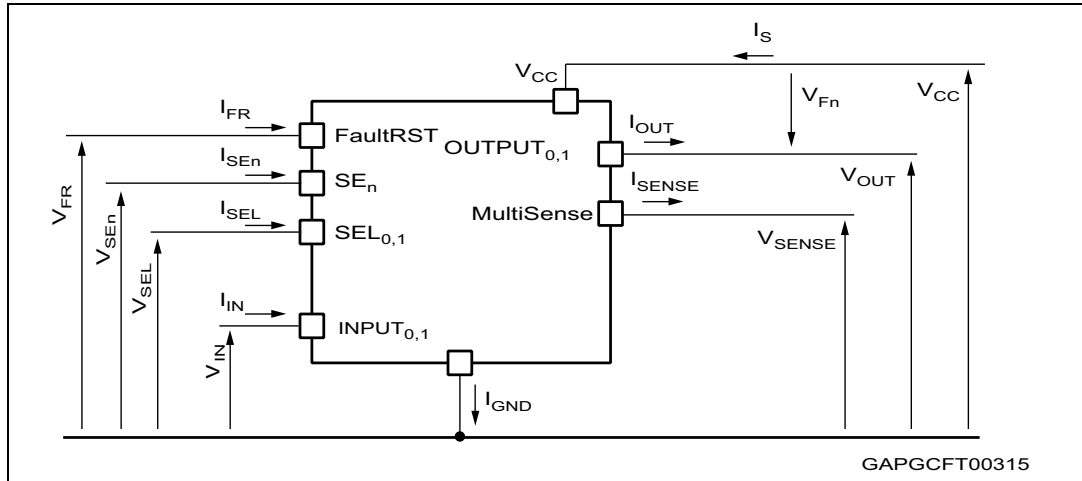 I_S
V_CC
V_Fn
V_CC
I_FR
FaultRST
I_OUT
OUTPUT_0,1
I_SEn
SE_n
V_OUT
I_SENSE
MultiSense
V_FR
I_SEL
SEL_0,1
V_SEn
V_SENSE
V_SEL
I_IN
INPUT_0,1
V_IN
I_GND
GAPGCFT00315